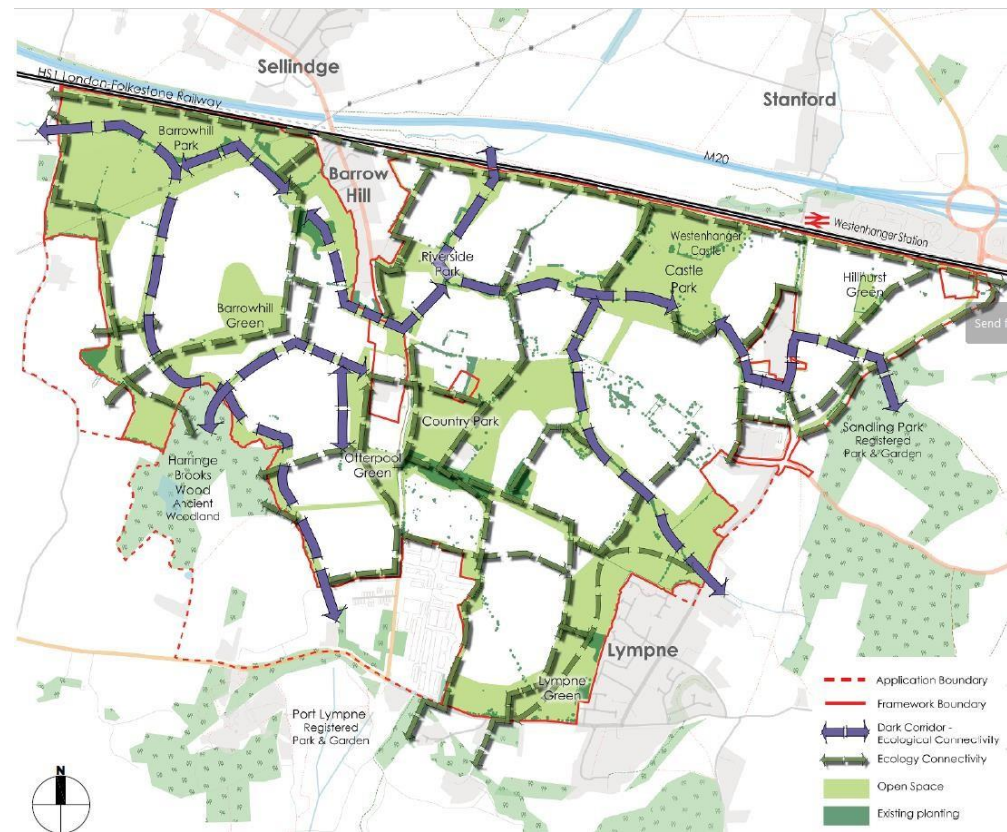 Sellindge
Stanford
HS1 London-Folkestone Railway
M20
Barrowhill
Park
Barrow
Hill
Westenhanger Station
Westenhanger
Castle
Castle
Park
Riverside
Park
Hillhurst
Green
Send f
Barrowhill
Green
Country Park
Sandling Park
Registered
Park & Garden
Otterpool
Green
Harringe
Brooks
Wood
Ancient
Woodland
Lympne
Lympne
Green
Port Lympne
Registered
Park & Garden
N
Application Boundary
Framework Boundary
Dark Corridor -
Ecological Connectivity
Ecology Connectivity
Open Space
Existing planting